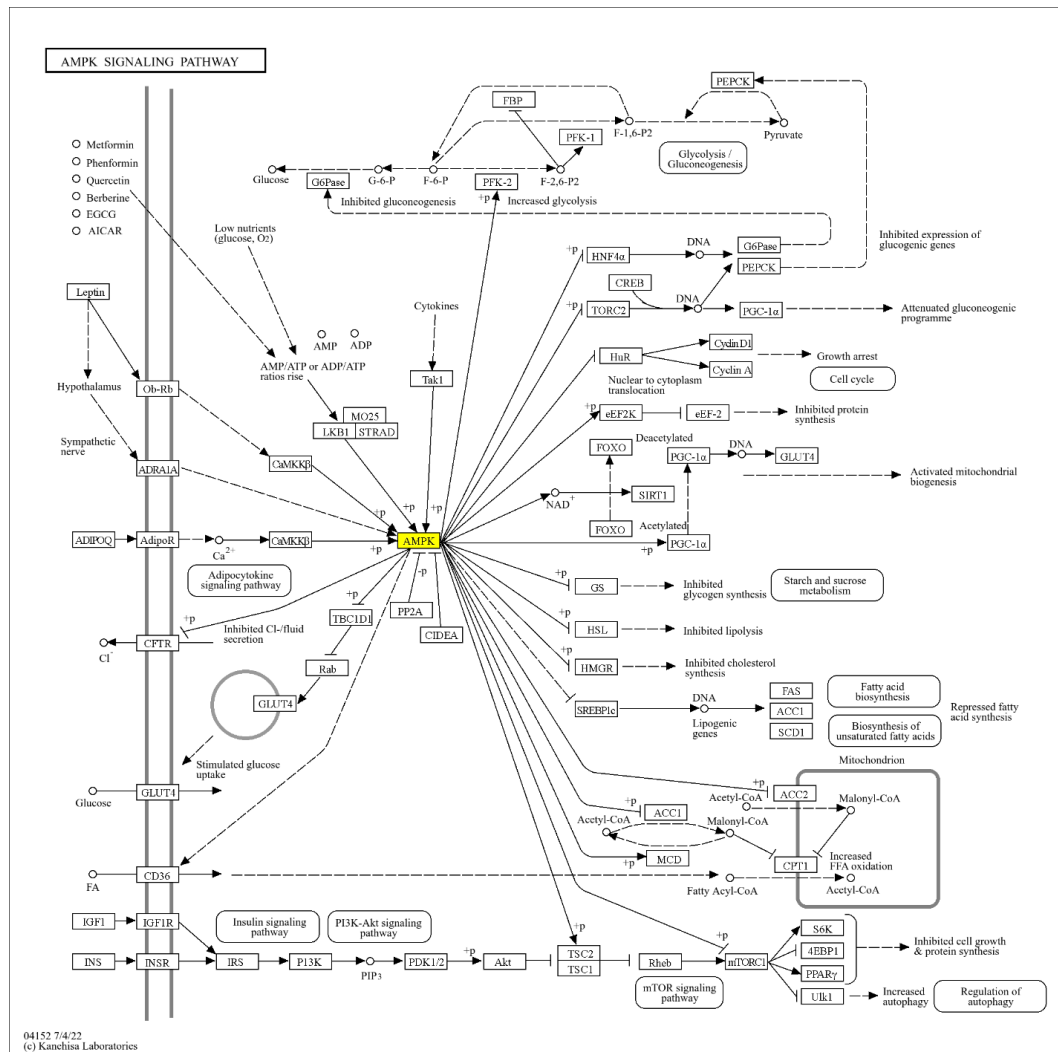 AMPK SIGNALING PATHWAY
Metformin
Phenformin
Quercetin
Berberine
EGCG
AICAR
FBP
PEPCK
F-1,6-P2
Pyruvate
PFK-1
Glycolysis /
Gluconeogenesis
Glucose
G6Pase
G-6-P
F-6-P
PFK-2
F-2,6-P2
+p
Inhibited gluconeogenesis
Increased glycolysis
Low nutrients
(glucose, O2)
+p
HNF4α
DNA
G6Pase
PEPCK
Inhibited expression of
glucogenic genes
CREB
+p
TORC2
DNA
PGC-1α
Attenuated gluconeogenic
programme
Leptin
Cytokines
AMP
ADP
AMP/ATP or ADP/ATP
ratios rise
Tak1
HuR
CyclinD1
Cyclin A
Growth arrest
Cell cycle
Nuclear to cytoplasm
translocation
Hypothalamus
Ob-Rb
MO25
LKB1
STRAD
+p
eEF2K
eEF-2
Inhibited protein
synthesis
Sympathetic
nerve
ADRA1A
CaMKKβ
Deacetylated
FOXO
PGC-1α
DNA
GLUT4
Activated mitochondrial
biogenesis
NAD+
SIRT1
FOXO
Acetylated
+p
+p
+p
ADIPOQ
AdipoR
Ca2+
CaMKKβ
+p
AMPK
+p
PGC-1α
Adipocytokine
signaling pathway
-p
+p
TBC1D1
PP2A
CIDEA
+p
GS
Inhibited
glycogen synthesis
Starch and sucrose
metabolism
+p
HSL
Inhibited lipolysis
+p
HMGR
Inhibited cholesterol
synthesis
+p
Cl-
CFTR
Inhibited Cl-/fluid
secretion
Rab
GLUT4
SREBP1c
DNA
Lipogenic
genes
FAS
ACC1
SCD1
Fatty acid
biosynthesis
Biosynthesis of
unsaturated fatty acids
Repressed fatty
acid synthesis
Stimulated glucose
uptake
Glucose
GLUT4
Mitochondrion
+p
ACC2
Acetyl-CoA
Malonyl-CoA
+p
ACC1
Acetyl-CoA
Malonyl-CoA
+p
MCD
CPT1
Increased
FFA oxidation
FA
CD36
Fatty Acyl-CoA
Acetyl-CoA
IGF1
IGF1R
Insulin signaling
pathway
PI3K-Akt signaling
pathway
INS
INSR
IRS
P13K
PIP3
PDK1/2
+p
Akt
+p
TSC2
TSC1
Rheb
+p
mTORC1
mTOR signaling
pathway
S6K
4EBP1
PPARγ
Ulk1
Inhibited cell growth
& protein synthesis
Increased
autophagy
Regulation of
autophagy
04152 7/4/22
(c) Kanehisa Laboratories